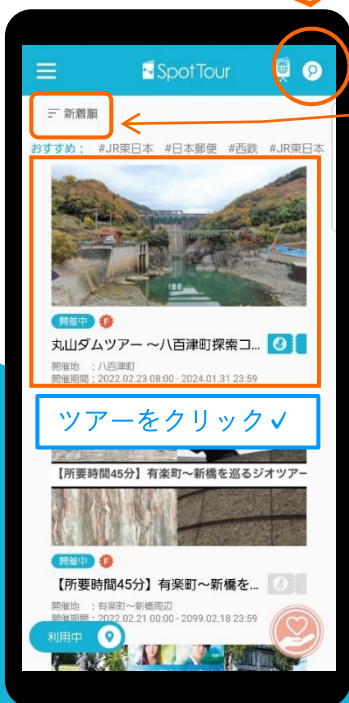 SpotTour
新着順
おすすめ： #JR東日本 #日本郵便 #西鉄 #JR東日本
開催中 F
丸山ダムツアー ～八百津町探索コ...
開催地 ：八百津町
開催期間：2022.02.23 08:00 - 2024.01.31 23:59
ツアーをクリック✓
【所要時間45分】有楽町～新橋を巡るジオツアー
開催中 F
【所要時間45分】有楽町～新橋を...
開催地 ：有楽町～新橋周辺
開催期間：2022.02.21 00:00 - 2099.02.18 23:59
利用中